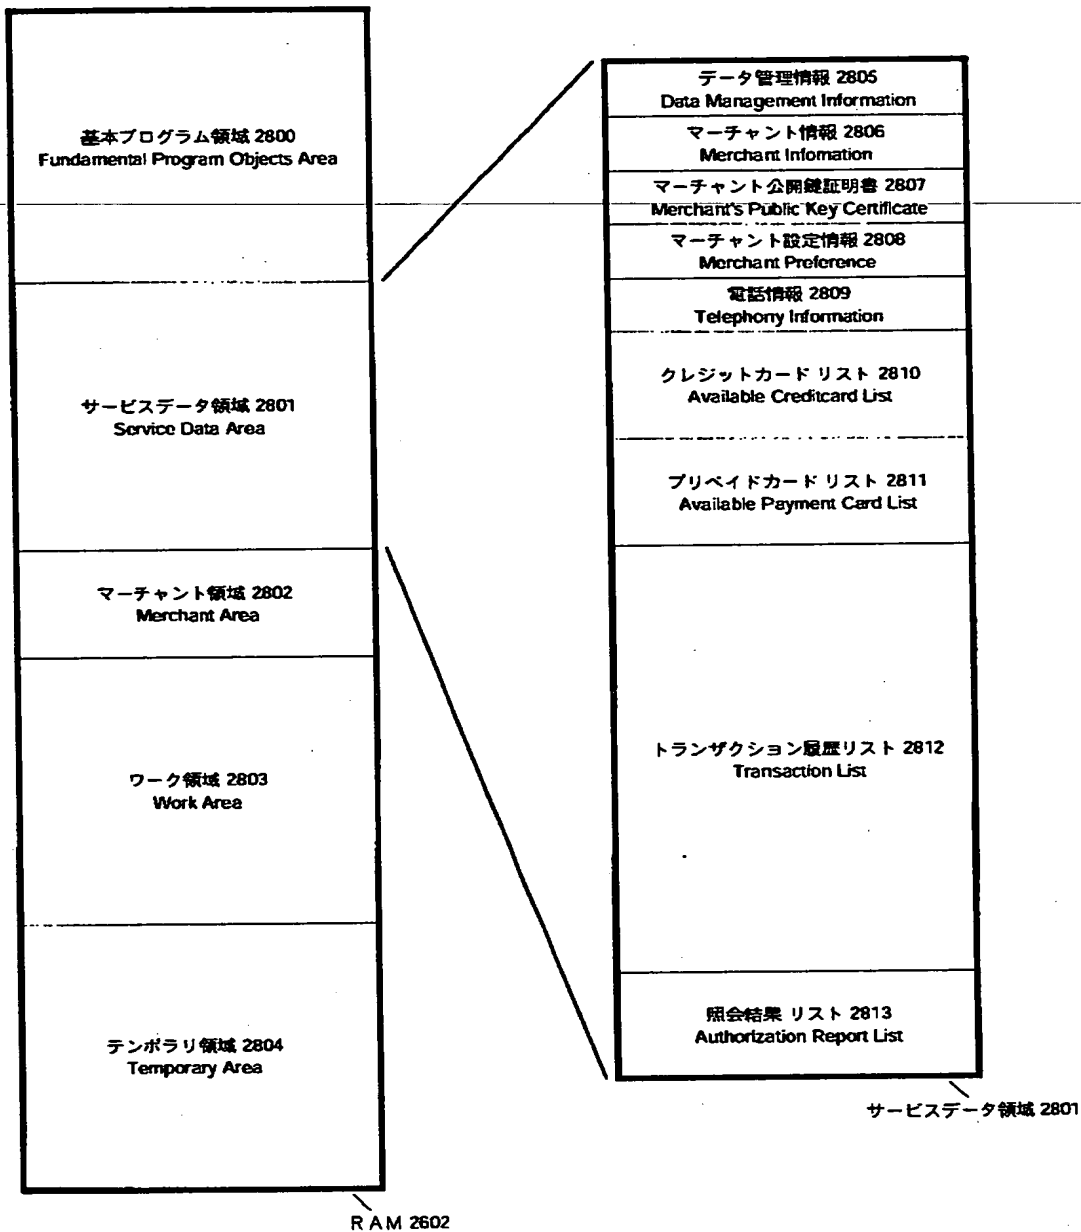 基本プログラム領域 2800
Fundamental Program Objects Area
サービスデータ領域 2801
Service Data Area
マーチャント領域 2802
Merchant Area
ワーク領域 2803
Work Area
テンポラリ領域 2804
Temporary Area
RAM 2602
データ管理情報 2805
Data Management Information
マーチャント情報 2806
Merchant Infomation
マーチャント公開鍵証明書 2807
Merchant's Public Key Certificate
マーチャント設定情報 2808
Merchant Preference
電話情報 2809
Telephony Information
クレジットカード リスト 2810
Available Creditcard List
プリペイドカード リスト 2811
Available Payment Card List
トランザクション履歴リスト 2812
Transaction List
照会結果 リスト 2813
Authorization Report List
サービスデータ領域 2801